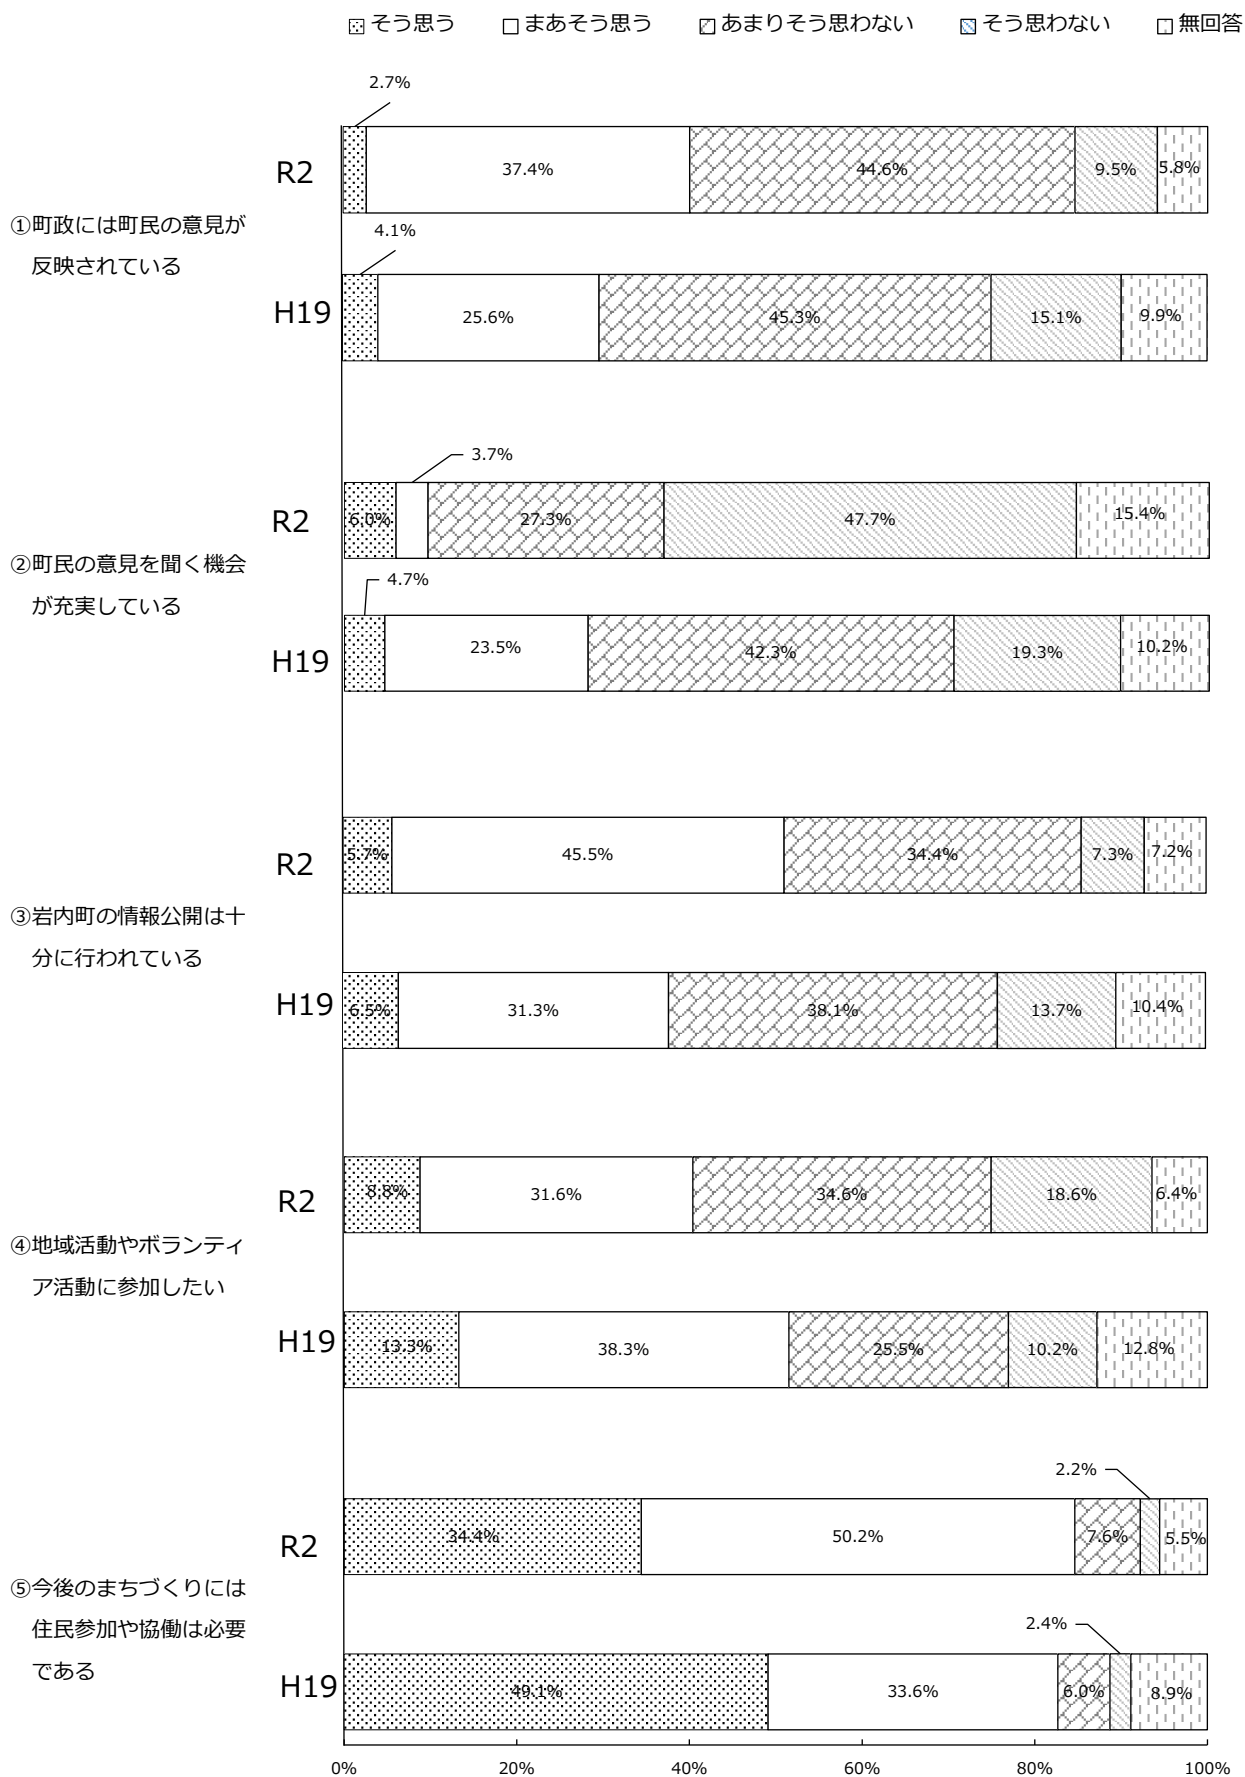 そう思う まあそう思う あまりそう思わない そう思わない 無回答
2.7%
R2 37.4% 44.6% 9.5% 5.8%
①町政には町民の意見が
反映されている
4.1%
H19 25.6% 45.3% 15.1% 9.9%
3.7%
R2 6.0% 27.3% 47.7% 15.4%
②町民の意見を聞く機会
が充実している
4.7%
H19 23.5% 42.3% 19.3% 10.2%
R2 5.7% 45.5% 34.4% 7.3% 7.2%
③岩内町の情報公開は十
分に行われている
H19 6.5% 31.3% 38.1% 13.7% 10.4%
R2 8.8% 31.6% 34.6% 18.6% 6.4%
④地域活動やボランティ
ア活動に参加したい
H19 13.3% 38.3% 25.5% 10.2% 12.8%
2.2%
R2 34.4% 50.2% 7.6% 5.5%
⑤今後のまちづくりには
住民参加や協働は必要
である
2.4%
H19 49.1% 33.6% 6.0% 8.9%
0% 20% 40% 60% 80% 100%